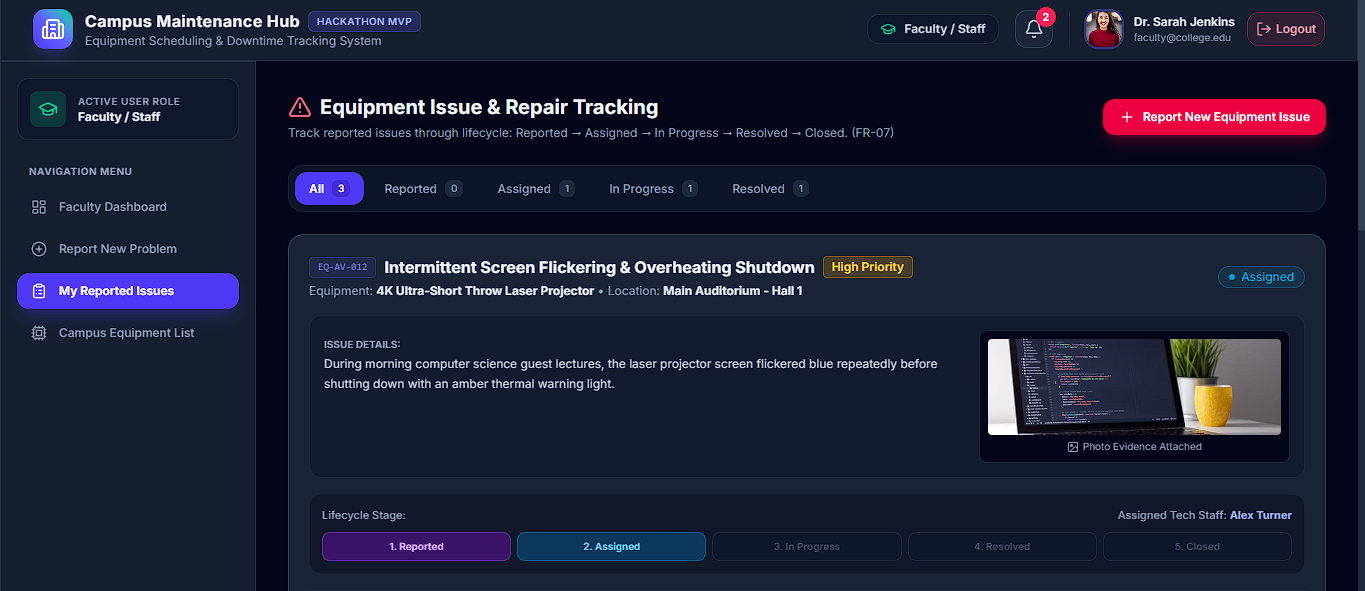 Campus Maintenance Hub HACKATHON MVP
Equipment Scheduling & Downtime Tracking System
Faculty / Staff
2
Dr. Sarah Jenkins
faculty@college.edu
Logout
ACTIVE USER ROLE
Faculty / Staff
NAVIGATION MENU
Faculty Dashboard
Report New Problem
My Reported Issues
Campus Equipment List
Equipment Issue & Repair Tracking
Track reported issues through lifecycle: Reported → Assigned → In Progress → Resolved → Closed. (FR-07)
+ Report New Equipment Issue
All 3 Reported 0 Assigned 1 In Progress 1 Resolved 1
EQ-AV-012 Intermittent Screen Flickering & Overheating Shutdown High Priority
Equipment: 4K Ultra-Short Throw Laser Projector • Location: Main Auditorium - Hall 1
Assigned
ISSUE DETAILS:
During morning computer science guest lectures, the laser projector screen flickered blue repeatedly before
shutting down with an amber thermal warning light.
Photo Evidence Attached
Lifecycle Stage:
Assigned Tech Staff: Alex Turner
1. Reported 2. Assigned 3. In Progress 4. Resolved 5. Closed